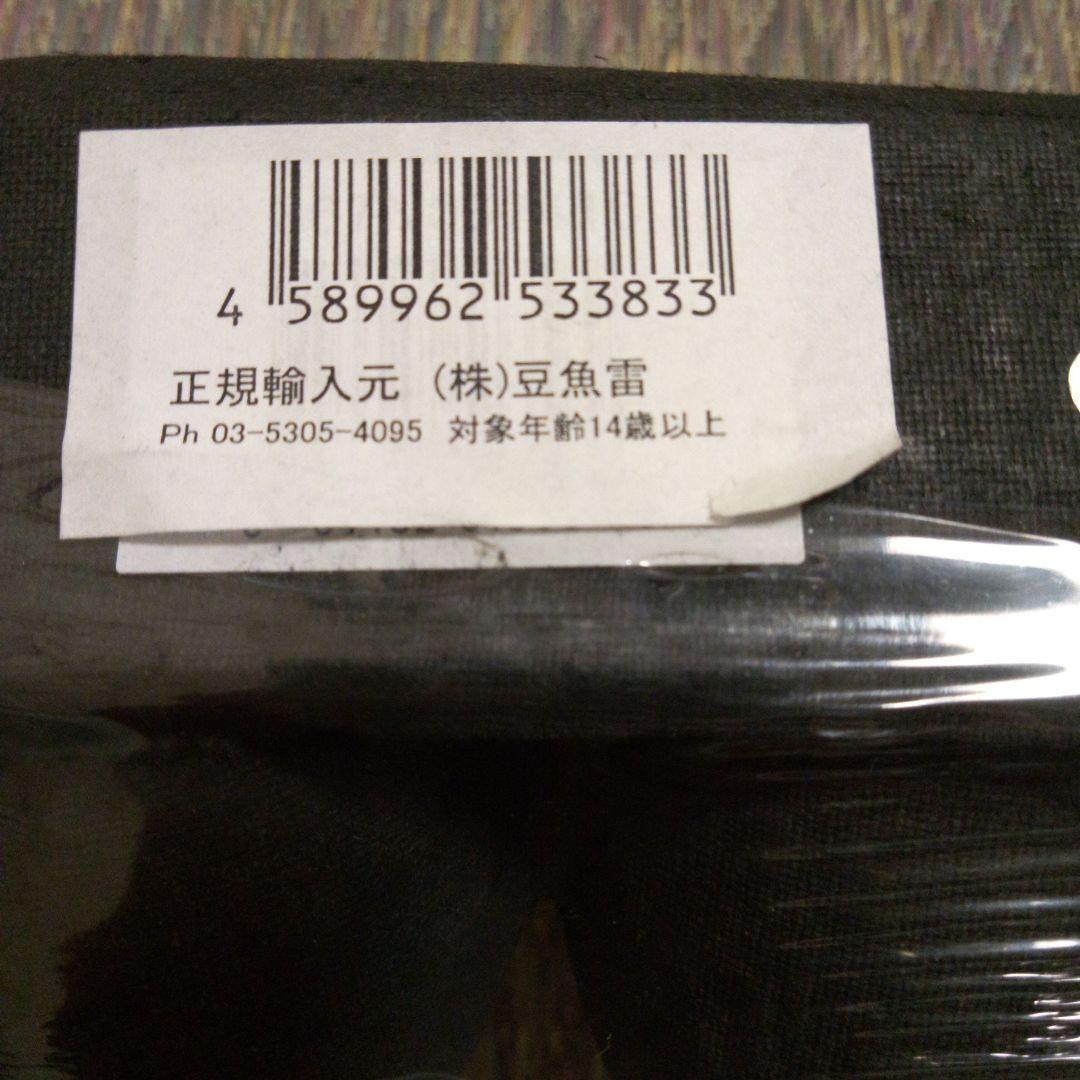 4 589962 533833
正規輸入元 (株)豆魚雷
Ph 03-5305-4095 対象年齢14歳以上